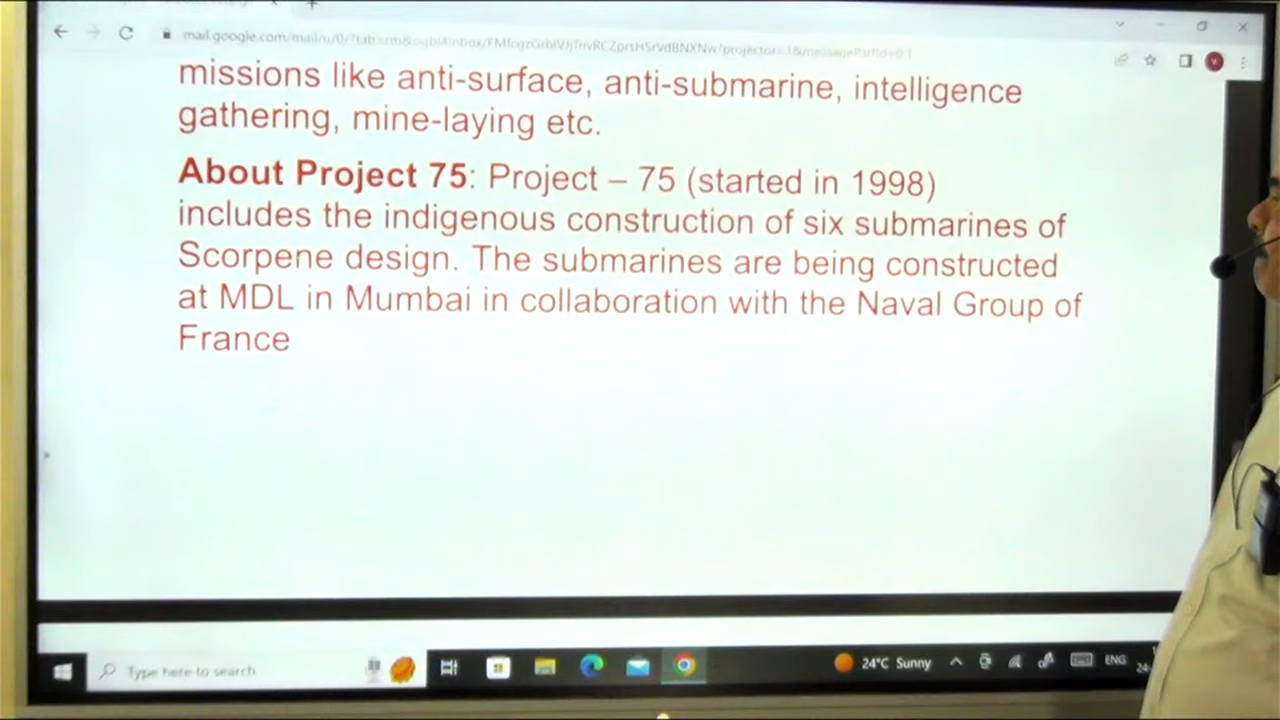 missions like anti-surface, anti-submarine, intelligence
gathering, mine-laying etc.
About Project 75: Project – 75 (started in 1998)
includes the indigenous construction of six submarines of
Scorpene design. The submarines are being constructed
at MDL in Mumbai in collaboration with the Naval Group of
France
Type here to search
24°C Sunny
ENG